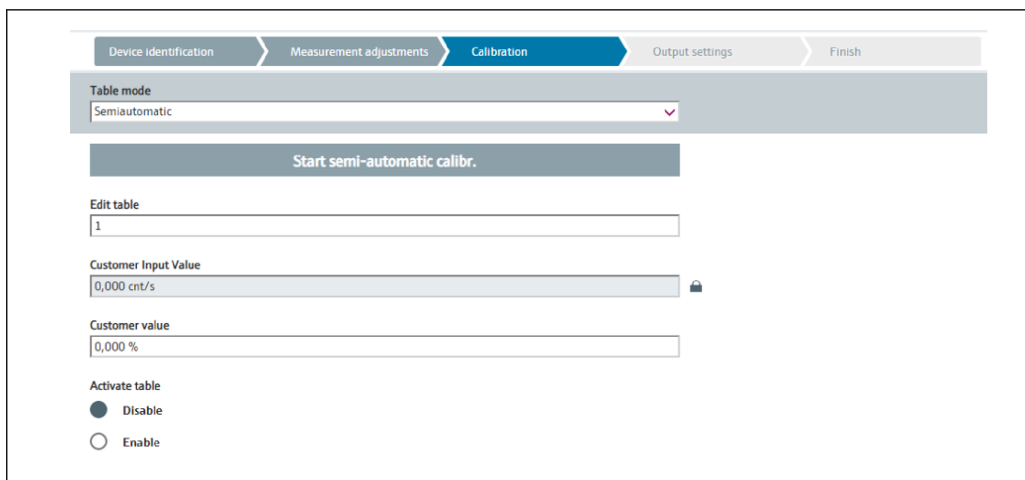 Device identification
Measurement adjustments
Calibration
Output settings
Finish
Table mode
Semiautomatic
Start semi-automatic calibr.
Edit table
1
Customer Input Value
0,000 cnt/s
Customer value
0,000 %
Activate table
Disable
Enable